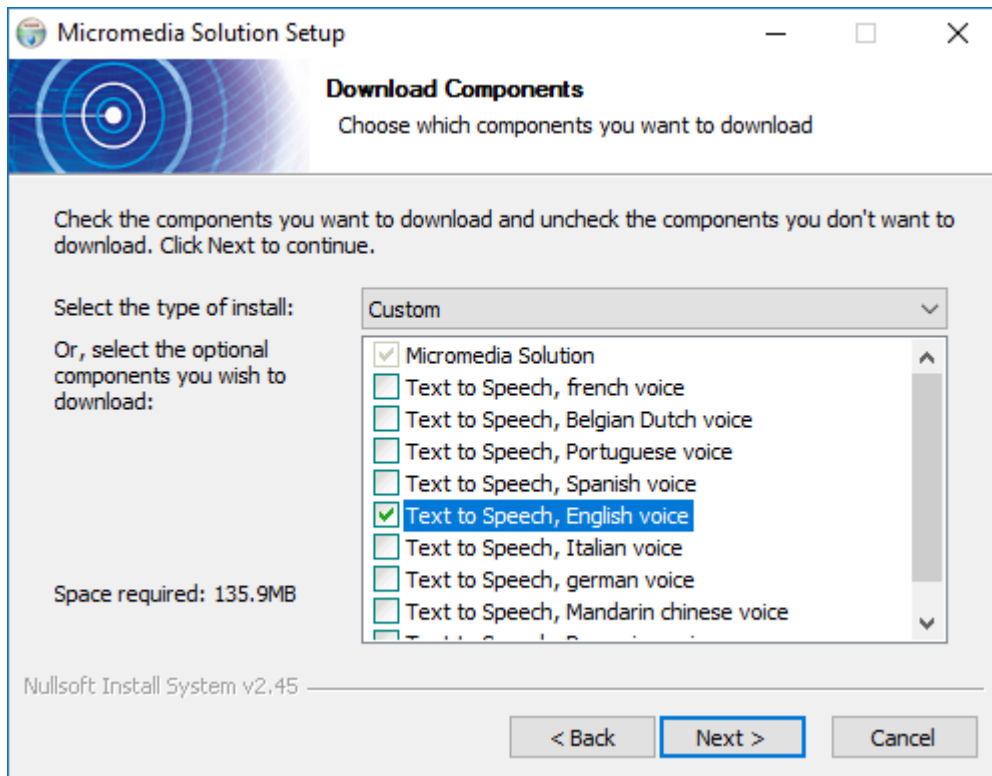 Micromedia Solution Setup
Download Components
Choose which components you want to download
Check the components you want to download and uncheck the components you don't want to
download. Click Next to continue.
Select the type of install:
Custom
Or, select the optional
components you wish to
download:
Micromedia Solution
Text to Speech, french voice
Text to Speech, Belgian Dutch voice
Text to Speech, Portuguese voice
Text to Speech, Spanish voice
Text to Speech, English voice
Text to Speech, Italian voice
Text to Speech, german voice
Text to Speech, Mandarin chinese voice
Space required: 135.9MB
Nullsoft Install System v2.45
< Back
Next >
Cancel